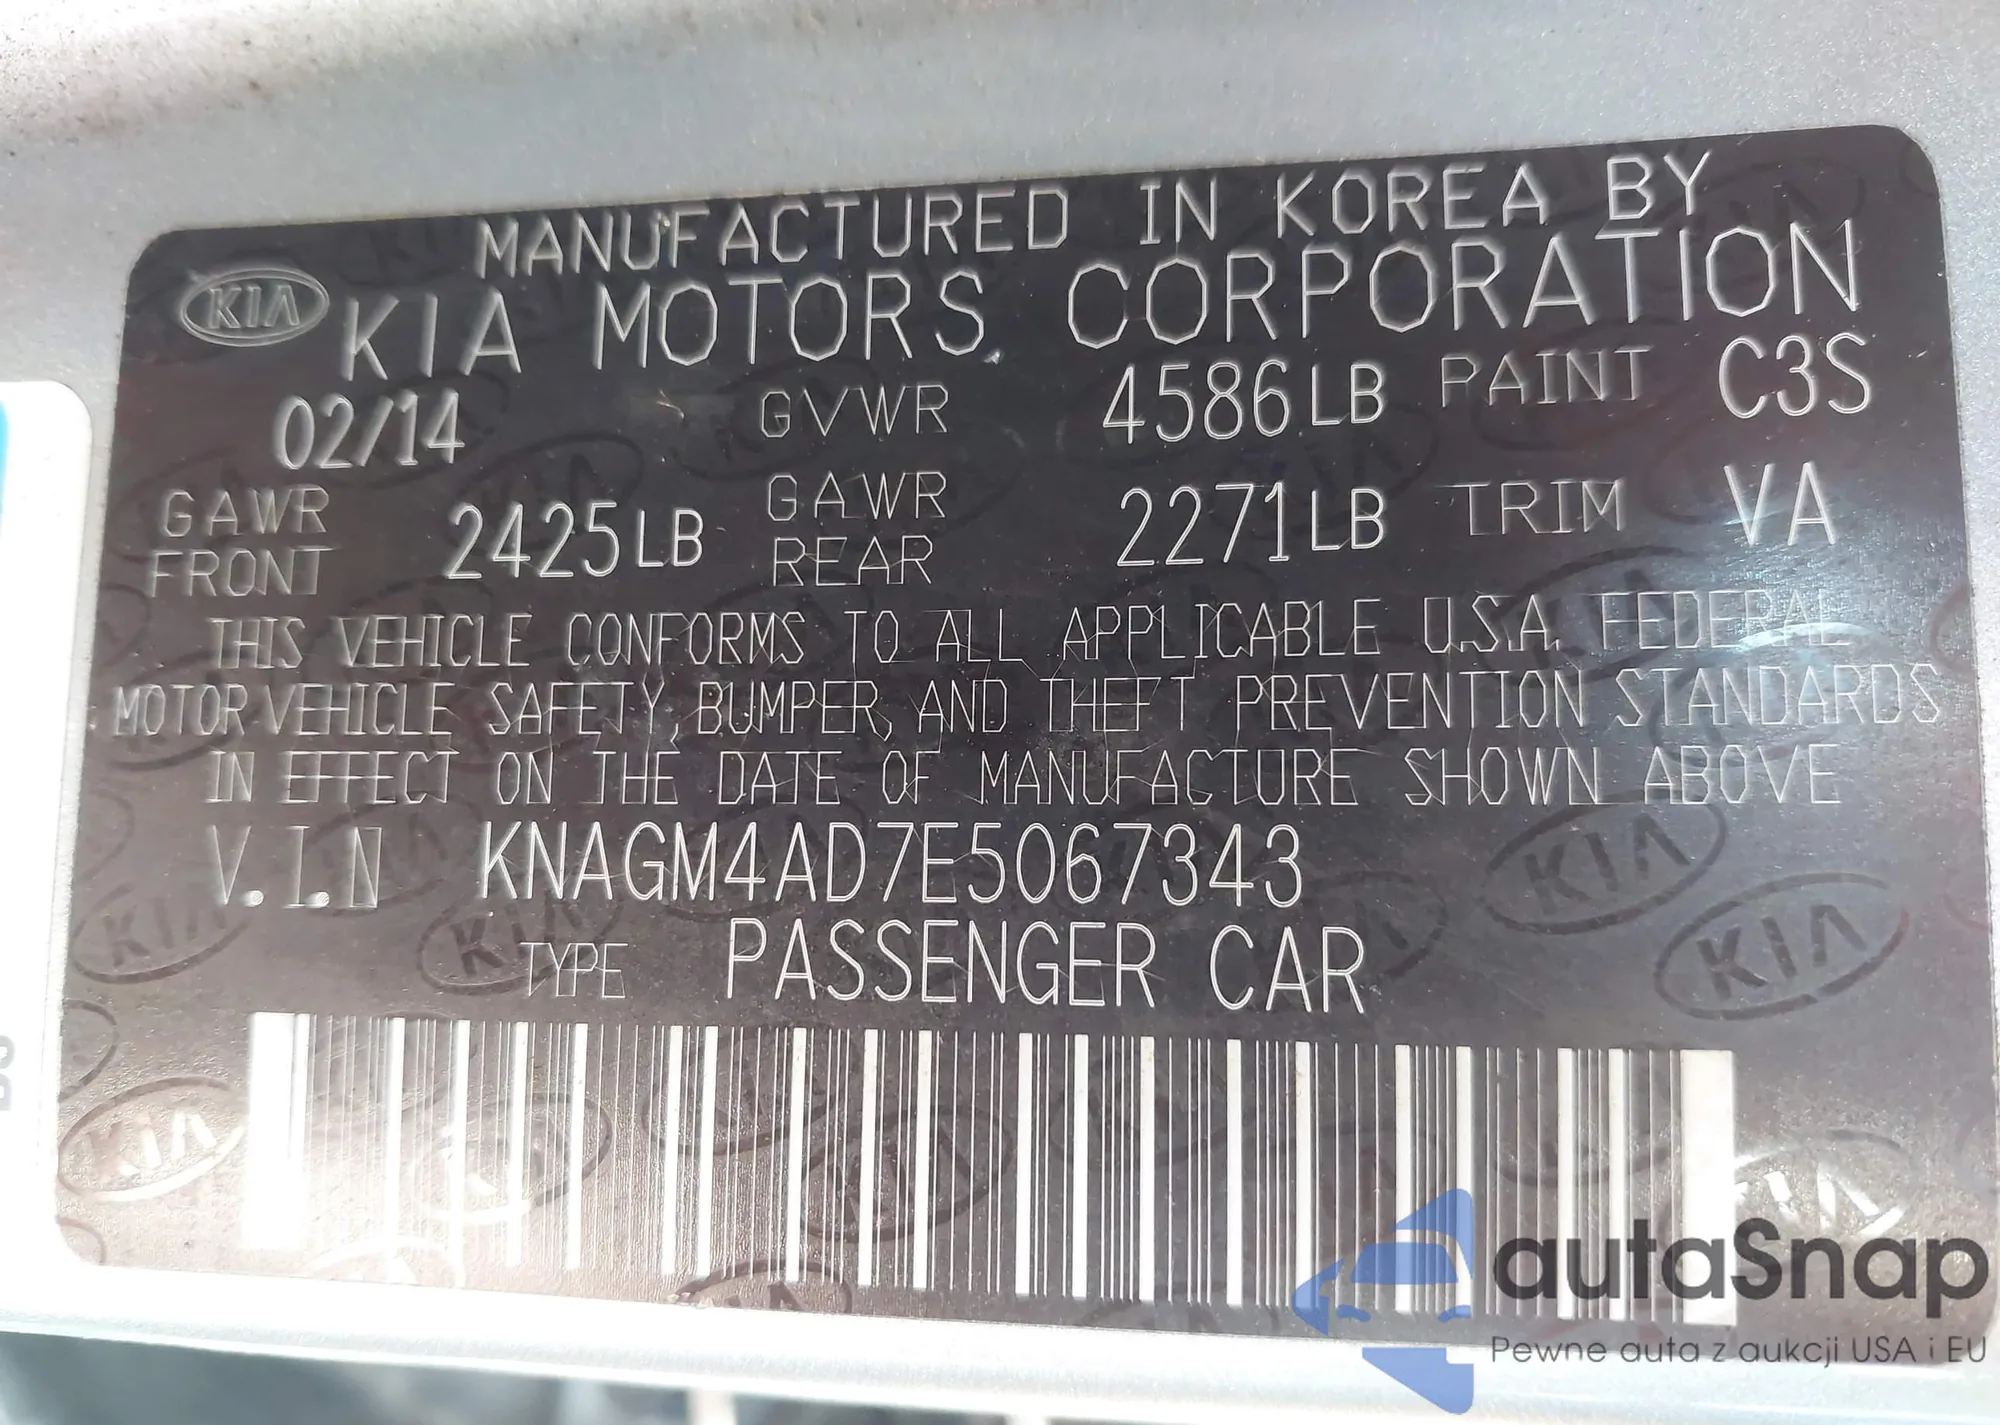 MANUFACTURED IN KOREA BY
KIA KIA MOTORS CORPORATION
02/14 GVWR 4586LB PAINT C3S
GAWR FRONT 2425LB GAWR REAR 2271LB TRIM VA
THIS VEHICLE CONFORMS TO ALL APPLICABLE U.S.A. FEDERAL
MOTOR VEHICLE SAFETY, BUMPER, AND THEFT PREVENTION STANDARDS
IN EFFECT ON THE DATE OF MANUFACTURE SHOWN ABOVE
V.I.N KNAGM4AD7E5067343
TYPE PASSENGER CAR
KIA
KIA
autaSnap
Pewne auta z aukcji USA i EU